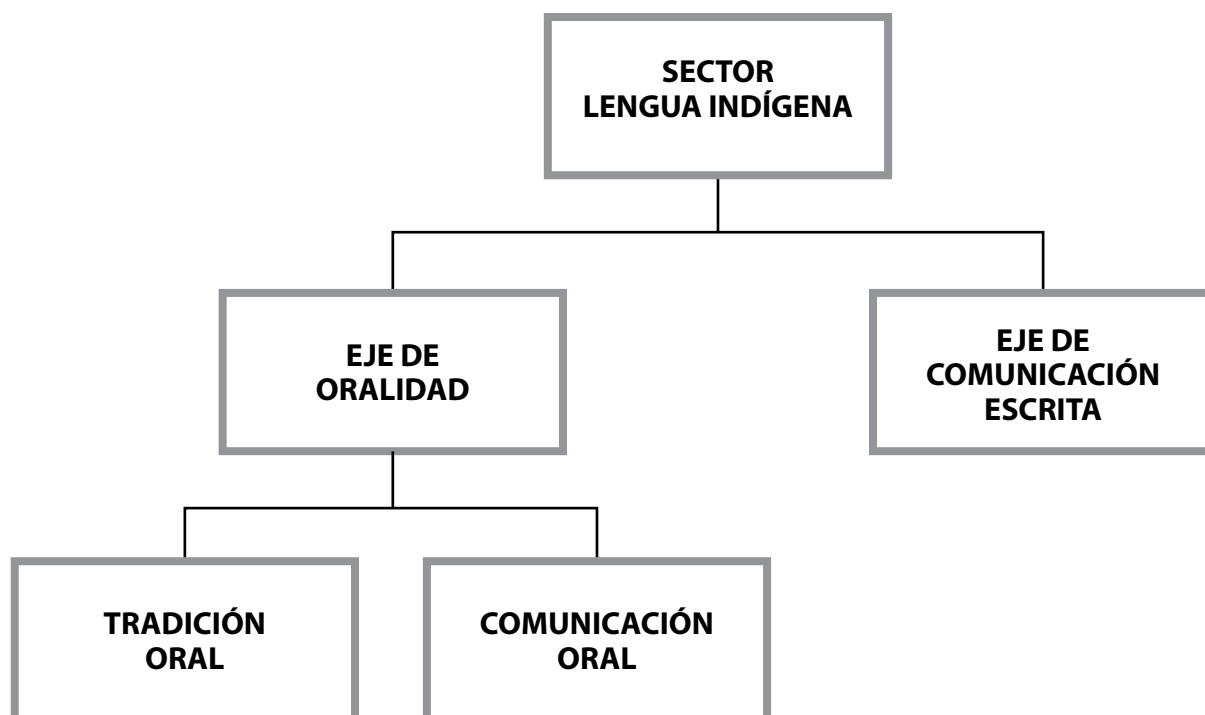 SECTOR
LENGUA INDÍGENA
EJE DE
ORALIDAD
EJE DE
COMUNICACIÓN
ESCRITA
TRADICIÓN
ORAL
COMUNICACIÓN
ORAL